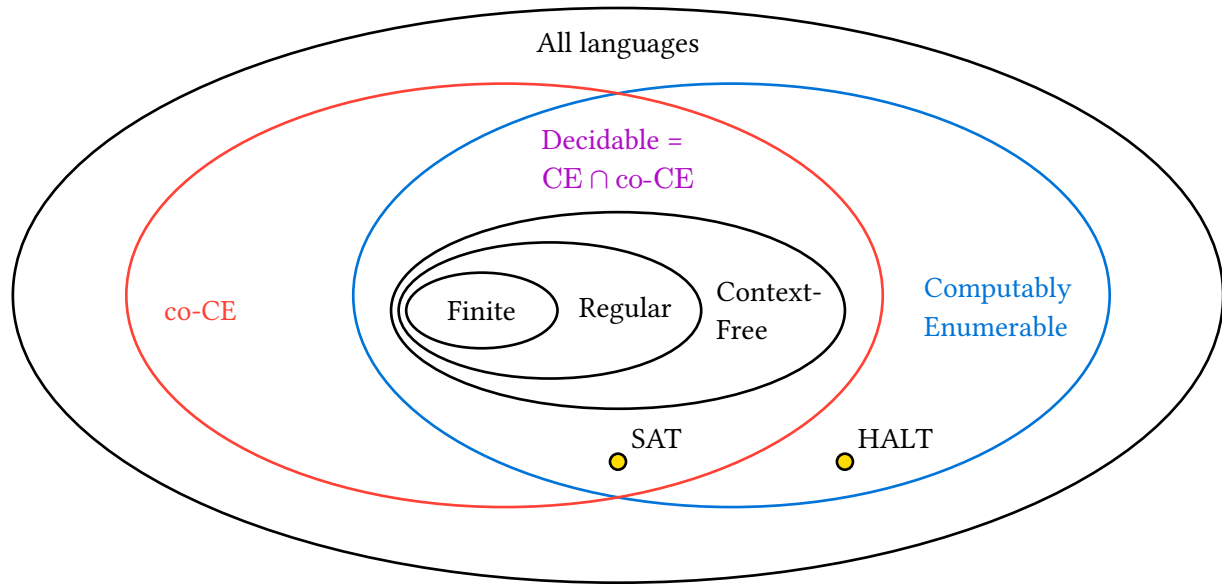 All languages
Decidable =
CE ∩ co-CE
co-CE
Finite
Regular
Context-
Free
Computably
Enumerable
SAT
HALT